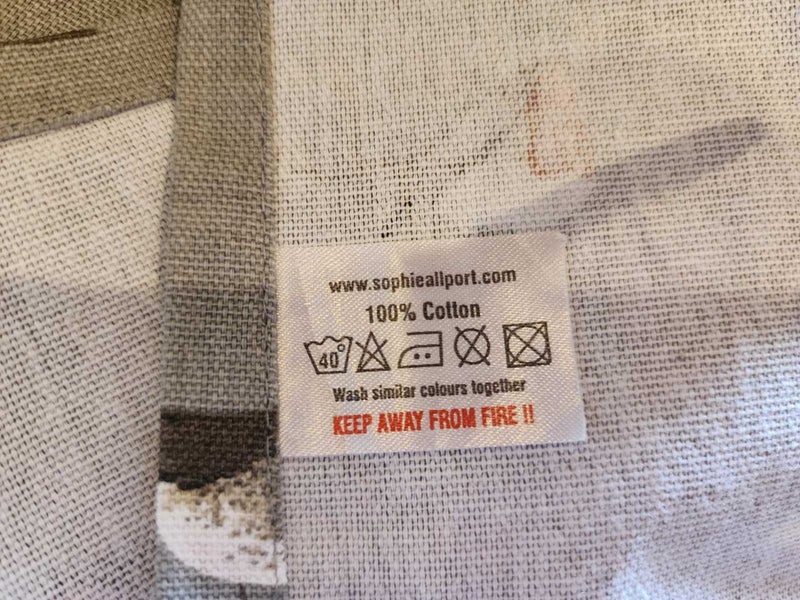 www.sophieallport.com
100% Cotton
40°
Wash similar colours together
KEEP AWAY FROM FIRE !!